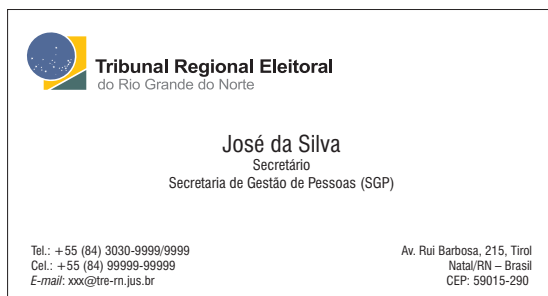 Tribunal Regional Eleitoral
do Rio Grande do Norte
José da Silva
Secretário
Secretaria de Gestão de Pessoas (SGP)
Tel.: +55 (84) 3030-9999/9999
Cel.: +55 (84) 99999-99999
E-mail: xxx@tre-rn.jus.br
Av. Rui Barbosa, 215, Tirol
Natal/RN – Brasil
CEP: 59015-290